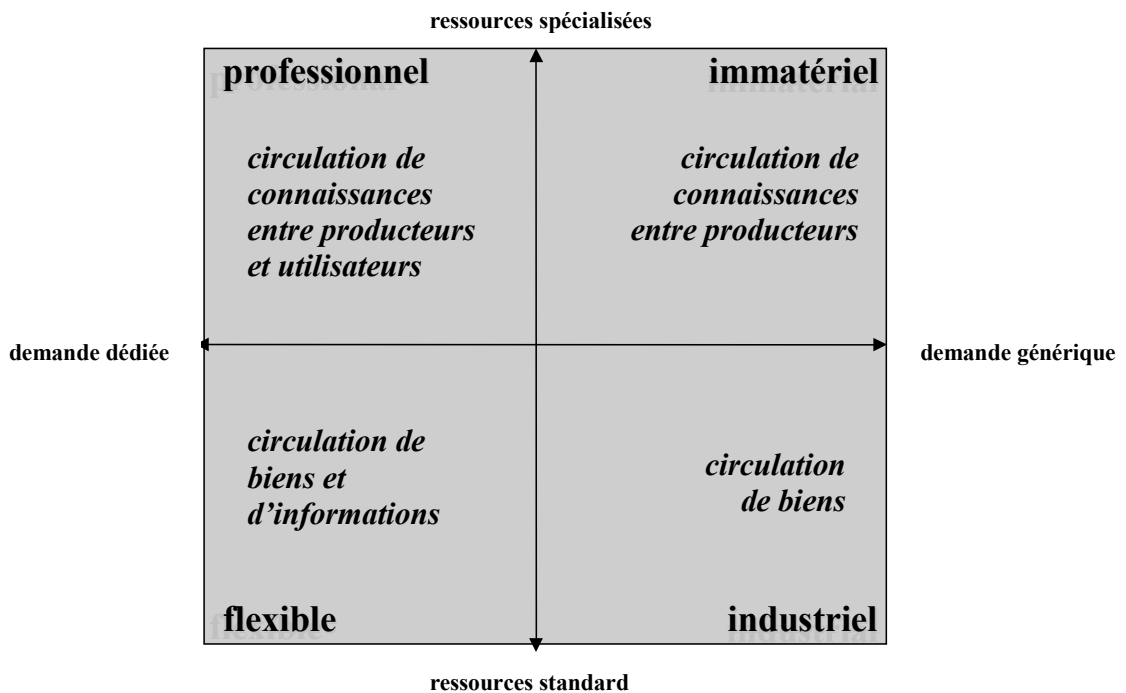 ressources spécialisées
professionnel
immatériel
circulation de
connaissances
entre producteurs
et utilisateurs
circulation de
connaissances
entre producteurs
demande dédiée
demande générique
circulation de
biens et
d’informations
circulation
de biens
flexible
industriel
ressources standard